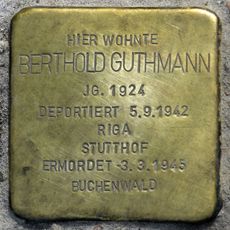 HIER WOHNTE
BERTHOLD GUTHMANN
JG. 1924
DEPORTIERT 5.9.1942
RIGA
STUTTHOF
ERMORDET 3.3.1945
BUCHENWALD